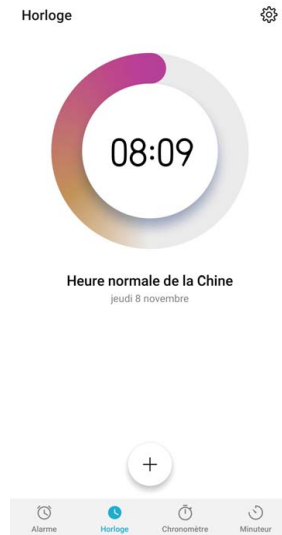 Horloge
08:09
Heure normale de la Chine
jeudi 8 novembre
Alarme Horloge Chronomètre Minuteur